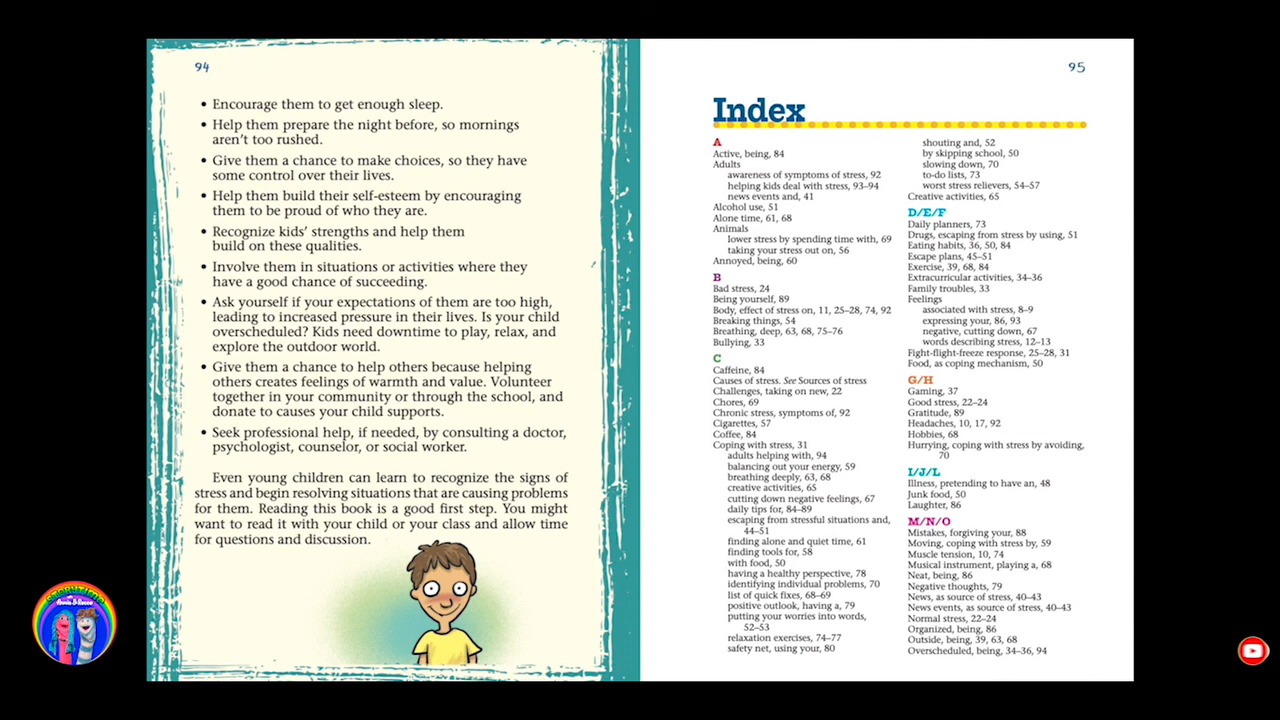 94
• Encourage them to get enough sleep.
• Help them prepare the night before, so mornings
aren't too rushed.
• Give them a chance to make choices, so they have
some control over their lives.
• Help them build their self-esteem by encouraging
them to be proud of who they are.
• Recognize kids' strengths and help them
build on these qualities.
• Involve them in situations or activities where they
have a good chance of succeeding.
• Ask yourself if your expectations of them are too high,
leading to increased pressure in their lives. Is your child
overscheduled? Kids need downtime to play, relax, and
explore the outdoor world.
• Give them a chance to help others because helping
others creates feelings of warmth and value. Volunteer
together in your community or through the school, and
donate to causes your child supports.
• Seek professional help, if needed, by consulting a doctor,
psychologist, counselor, or social worker.
Even young children can learn to recognize the signs of
stress and begin resolving situations that are causing problems
for them. Reading this book is a good first step. You might
want to read it with your child or your class and allow time
for questions and discussion.
95
Index
A
Active, being, 84
Adults
awareness of symptoms of stress, 92
helping kids deal with stress, 93–94
news events and, 41
Alcohol use, 51
Alone time, 61, 68
Animals
lower stress by spending time with, 69
taking your stress out on, 56
Annoyed, being, 60
B
Bad stress, 24
Being yourself, 89
Body, effect of stress on, 11, 25–28, 74, 92
Breaking things, 54
Breathing, deep, 63, 68, 75–76
Bullying, 33
C
Caffeine, 84
Causes of stress. See Sources of stress
Challenges, taking on new, 22
Chores, 69
Chronic stress, symptoms of, 92
Cigarettes, 57
Coffee, 84
Coping with stress, 31
adults helping with, 94
balancing out your energy, 59
breathing deeply, 63, 68
creative activities, 65
cutting down negative feelings, 67
daily tips for, 84–89
escaping from stressful situations and,
44–51
finding alone and quiet time, 61
finding tools for, 58
with food, 50
having a healthy perspective, 78
identifying individual problems, 70
list of quick fixes, 68–69
positive outlook, having a, 79
putting your worries into words,
52–53
relaxation exercises, 74–77
safety net, using your, 80
shouting and, 52
by skipping school, 50
slowing down, 70
to-do lists, 73
worst stress relievers, 54–57
Creative activities, 65
D/E/F
Daily planners, 73
Drugs, escaping from stress by using, 51
Eating habits, 36, 50, 84
Escape plans, 45–51
Exercise, 39, 68, 84
Extracurricular activities, 34–36
Family troubles, 33
Feelings
associated with stress, 8–9
expressing your, 86, 93
negative, cutting down, 67
words describing stress, 12–13
Fight-flight-freeze response, 25–28, 31
Food, as coping mechanism, 50
G/H
Gaming, 37
Good stress, 22–24
Gratitude, 89
Headaches, 10, 17, 92
Hobbies, 68
Hurrying, coping with stress by avoiding,
70
I/J/L
Illness, pretending to have an, 48
Junk food, 50
Laughter, 86
M/N/O
Mistakes, forgiving your, 88
Moving, coping with stress by, 59
Muscle tension, 10, 74
Musical instrument, playing a, 68
Neat, being, 86
Negative thoughts, 79
News, as source of stress, 40–43
News events, as source of stress, 40–43
Normal stress, 22–24
Organized, being, 86
Outside, being, 39, 63, 68
Overscheduled, being, 34–36, 94